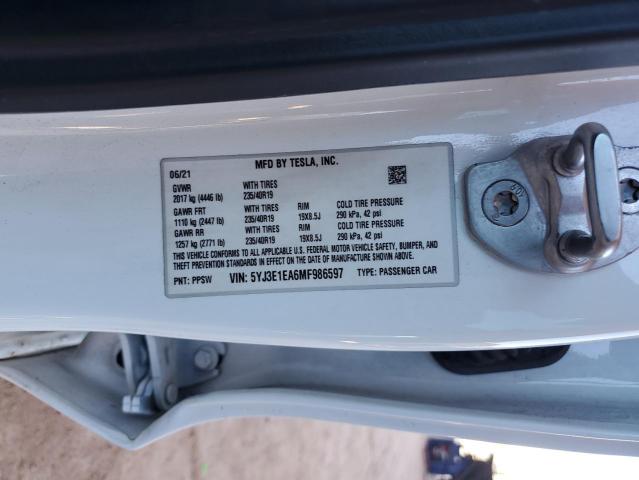 MFD BY TESLA, INC.
06/21
GVWR WITH TIRES
2017 kg (4446 lb) 235/40R19
GAWR FRT WITH TIRES RIM COLD TIRE PRESSURE
1110 kg (2447 lb) 235/40R19 19X8.5J 290 kPa, 42 psi
GAWR RR WITH TIRES RIM COLD TIRE PRESSURE
1257 kg (2771 lb) 235/40R19 19X8.5J 290 kPa, 42 psi
THIS VEHICLE CONFORMS TO ALL APPLICABLE U.S. FEDERAL MOTOR VEHICLE SAFETY, BUMPER, AND
THEFT PREVENTION STANDARDS IN EFFECT ON THE DATE OF MANUFACTURE SHOWN ABOVE.
PNT: PPSW VIN: 5YJ3E1EA6MF986597 TYPE: PASSENGER CAR